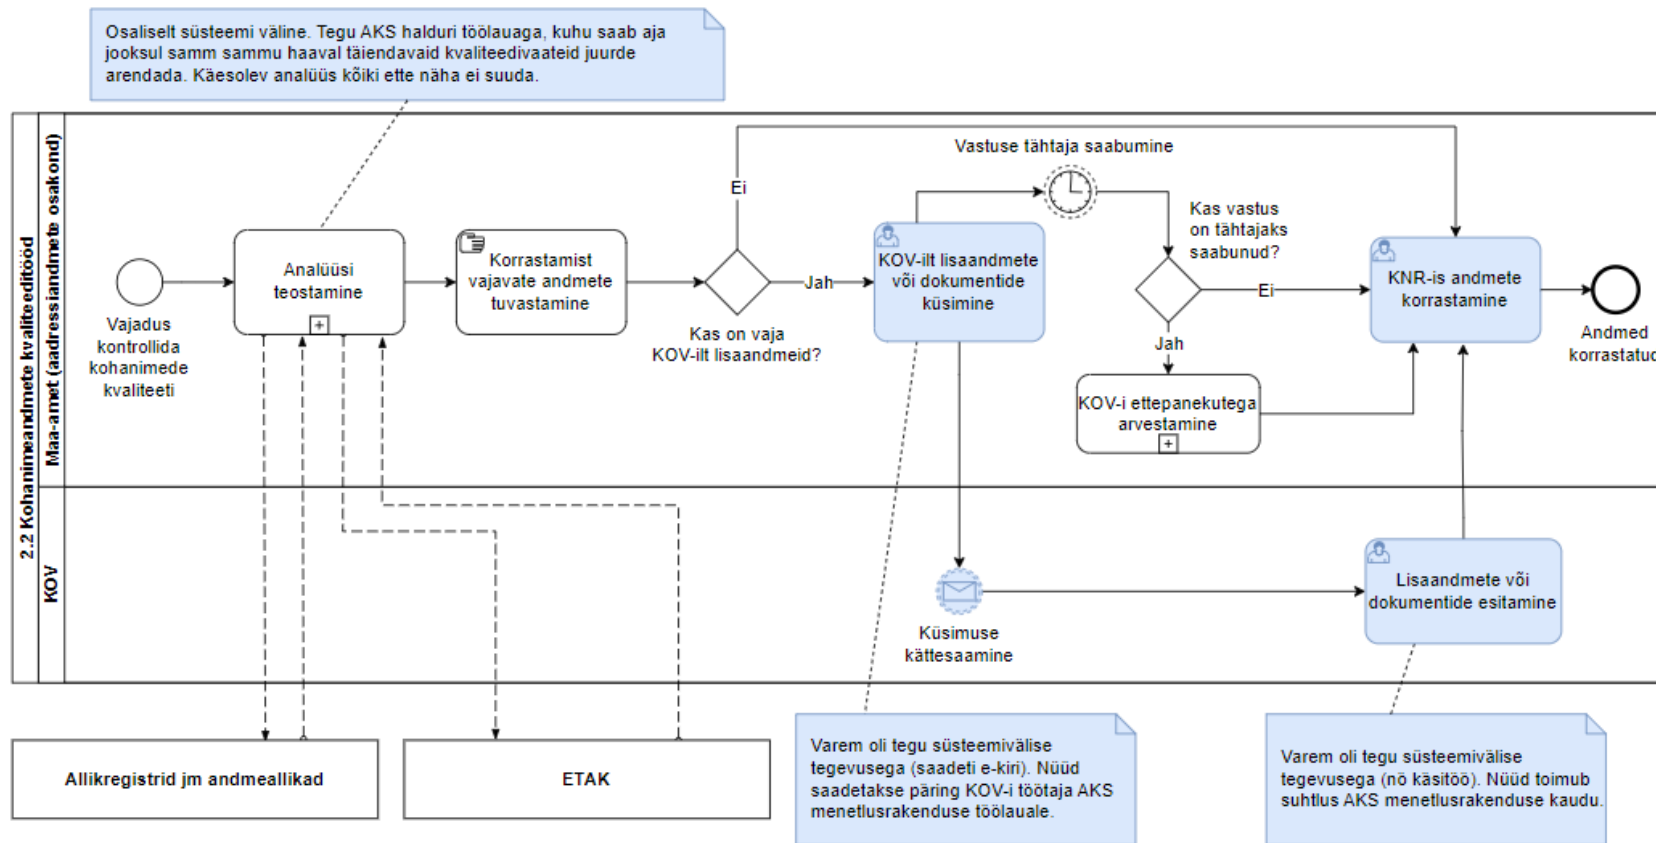 Osaliselt süsteemi väline. Tegu AKS halduri töölauaga, kuhu saab aja
jooksul samm sammu haaval täiendavaid kvaliteedivaateid juurde
arendada. Käesolev analüüs kõiki ette näha ei suuda.
2.2 Kohanimeandmete kvaliteeditööd
Maa-amet (aadressiandmete osakond)
Vajadus
kontrollida
kohanimede
kvaliteeti
Analüüsi
teostamine
Korrastamist
vajavate andmete
tuvastamine
Ei
Jah
Kas on vaja
KOV-ilt lisaandmeid?
KOV-ilt lisaandmete
või dokumentide
küsimine
Vastuse tähtaja saabumine
Kas vastus
on tähtajaks
saabunud?
Ei
Jah
KOV-i ettepanekutega
arvestamine
KNR-is andmete
korrastamine
Andmed
korrastatud
KOV
Küsimuse
kättesaamine
Lisaandmete või
dokumentide esitamine
Allikregistrid jm andmeallikad
ETAK
Varem oli tegu süsteemivälise
tegevusega (saadeti e-kiri). Nüüd
saadetakse päring KOV-i töötaja AKS
menetlusrakenduse töölauale.
Varem oli tegu süsteemivälise
tegevusega (nö käsitöö). Nüüd toimub
suhtlus AKS menetlusrakenduse kaudu.